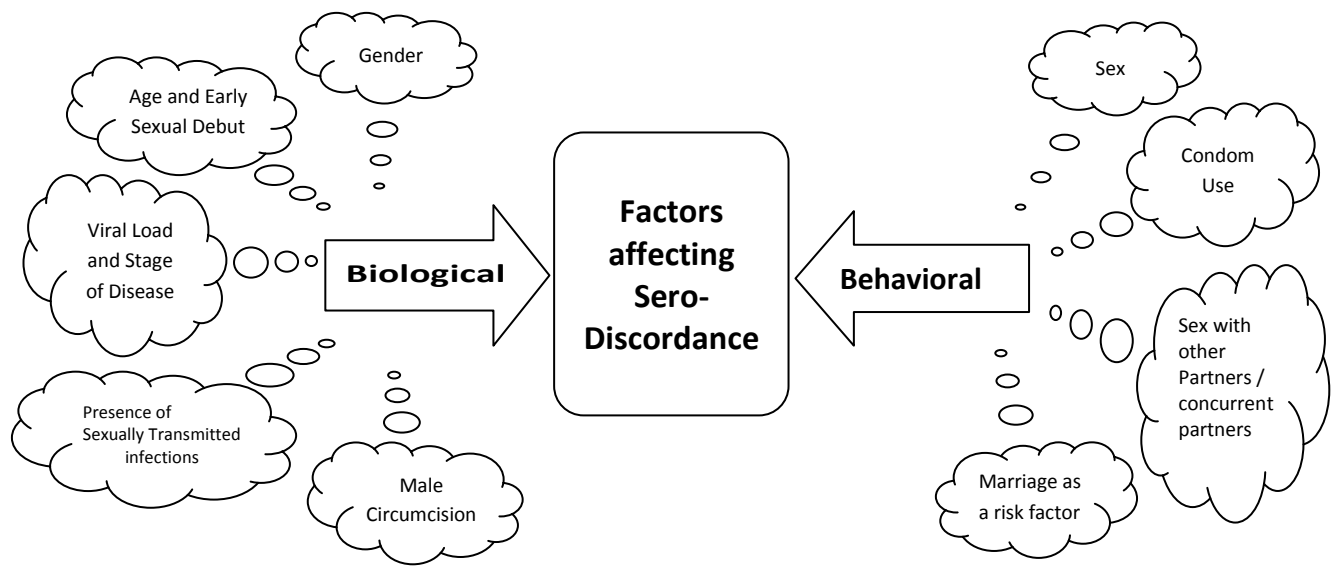 Gender
Age and Early
Sexual Debut
Viral Load
and Stage
of Disease
Presence of
Sexually Transmitted
infections
Male
Circumcision
Biological
Factors
affecting
Sero-
Discordance
Behavioral
Sex
Condom
Use
Sex with
other
Partners /
concurrent
partners
Marriage as
a risk factor